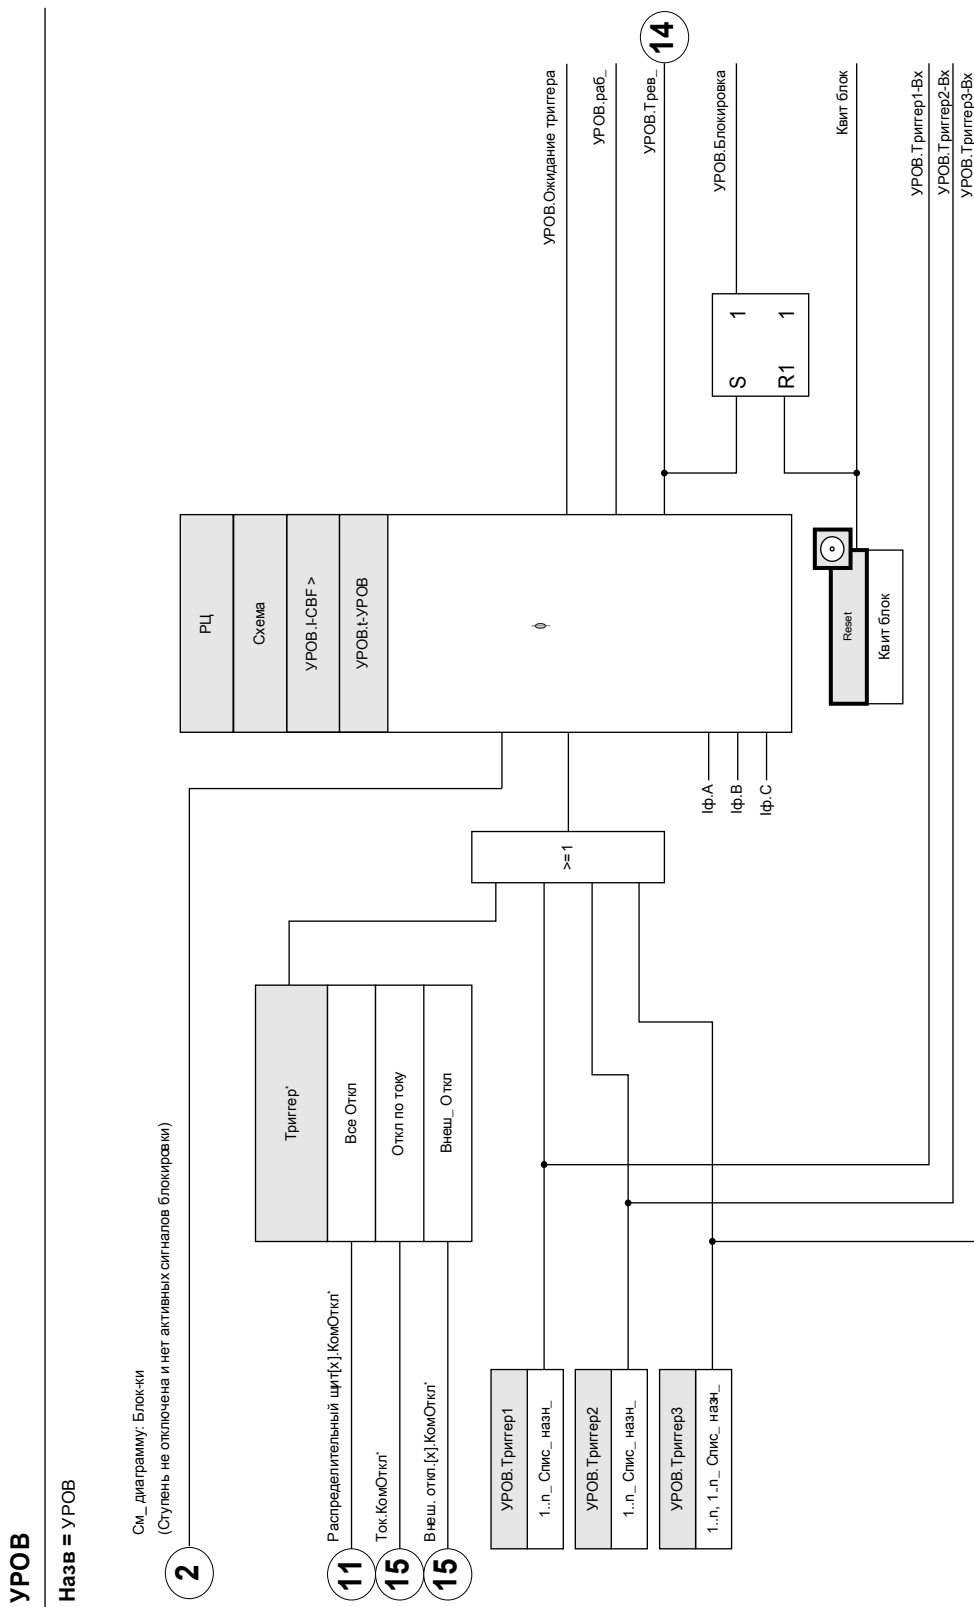 УРОВ
Назв = УРОВ
См_ диаграмму: Блок-ки
(Ступень не отключена и нет активных сигналов блокировки)
2
РЦ
Схема
УРОВ.I-CBF >
УРОВ.t-УРОВ
ϕ
Триггер*
Все Откл
Откл по току
Внеш_ Откл
11
Распределительный щит[x].КомОткл*
15
Ток.КомОткл*
15
Внеш. откл.[x].КомОткл*
>=1
Iф.A
Iф.B
Iф.C
УРОВ.Триггер1
1..n_ Спис_ назн_
УРОВ.Триггер2
1..n_ Спис_ назн_
УРОВ.Триггер3
1..n, 1..n_ Спис_ назн_
УРОВ.Ожидание триггера
УРОВ.раб_
УРОВ.Трев_
14
УРОВ.Блокировка
S 1
R1 1
Reset
Квит блок
Квит блок
УРОВ.Триггер1-Вх
УРОВ.Триггер2-Вх
УРОВ.Триггер3-Вх